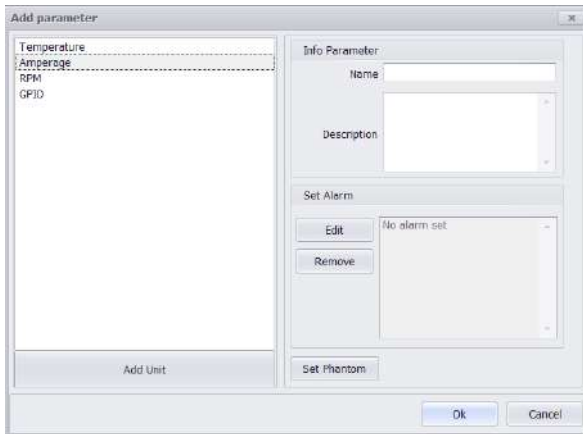 Add parameter
Temperature
Amperage
RPM
GPIO
Add Unit
Info Parameter
Name
Description
Set Alarm
Edit
Remove
No alarm set
Set Phantom
Ok
Cancel